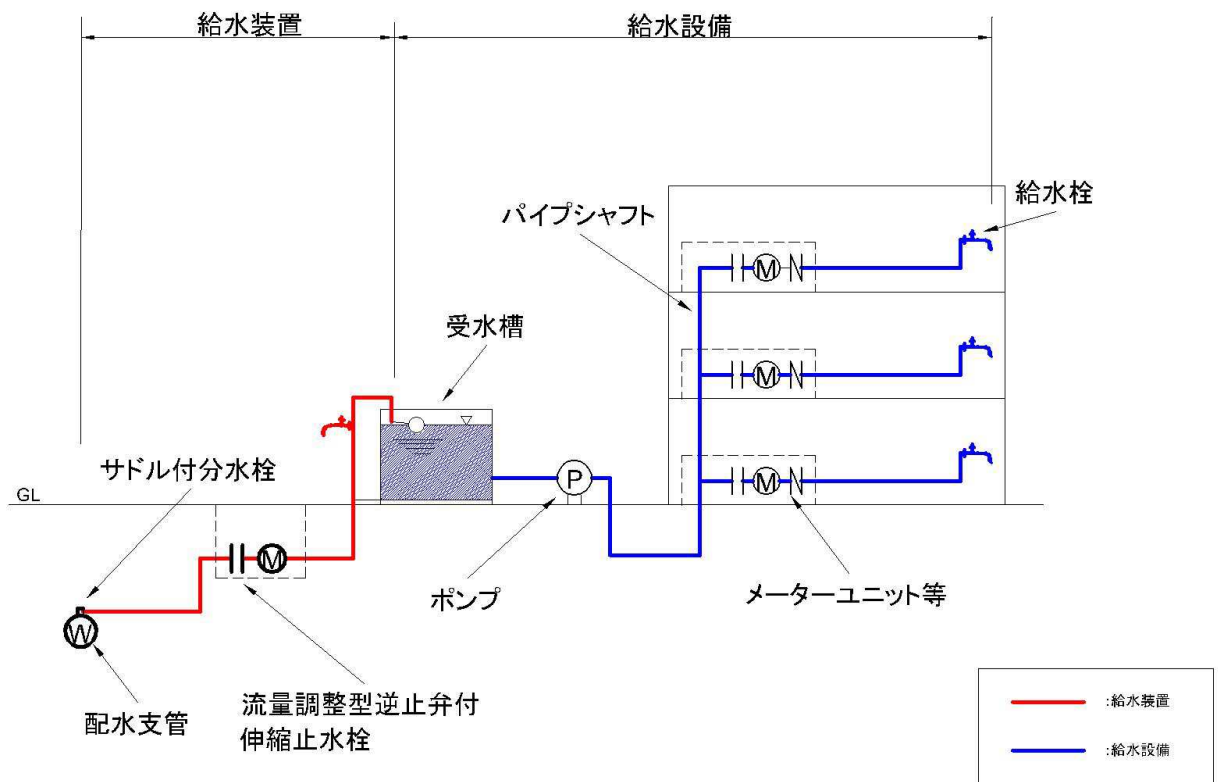 給水装置
給水設備
給水栓
パイプシャフト
M
受水槽
M
サドル付分水栓
P
M
GL
M
ポンプ
メーターユニット等
W
流量調整型逆止弁付
伸縮止水栓
配水支管
:給水装置
:給水設備